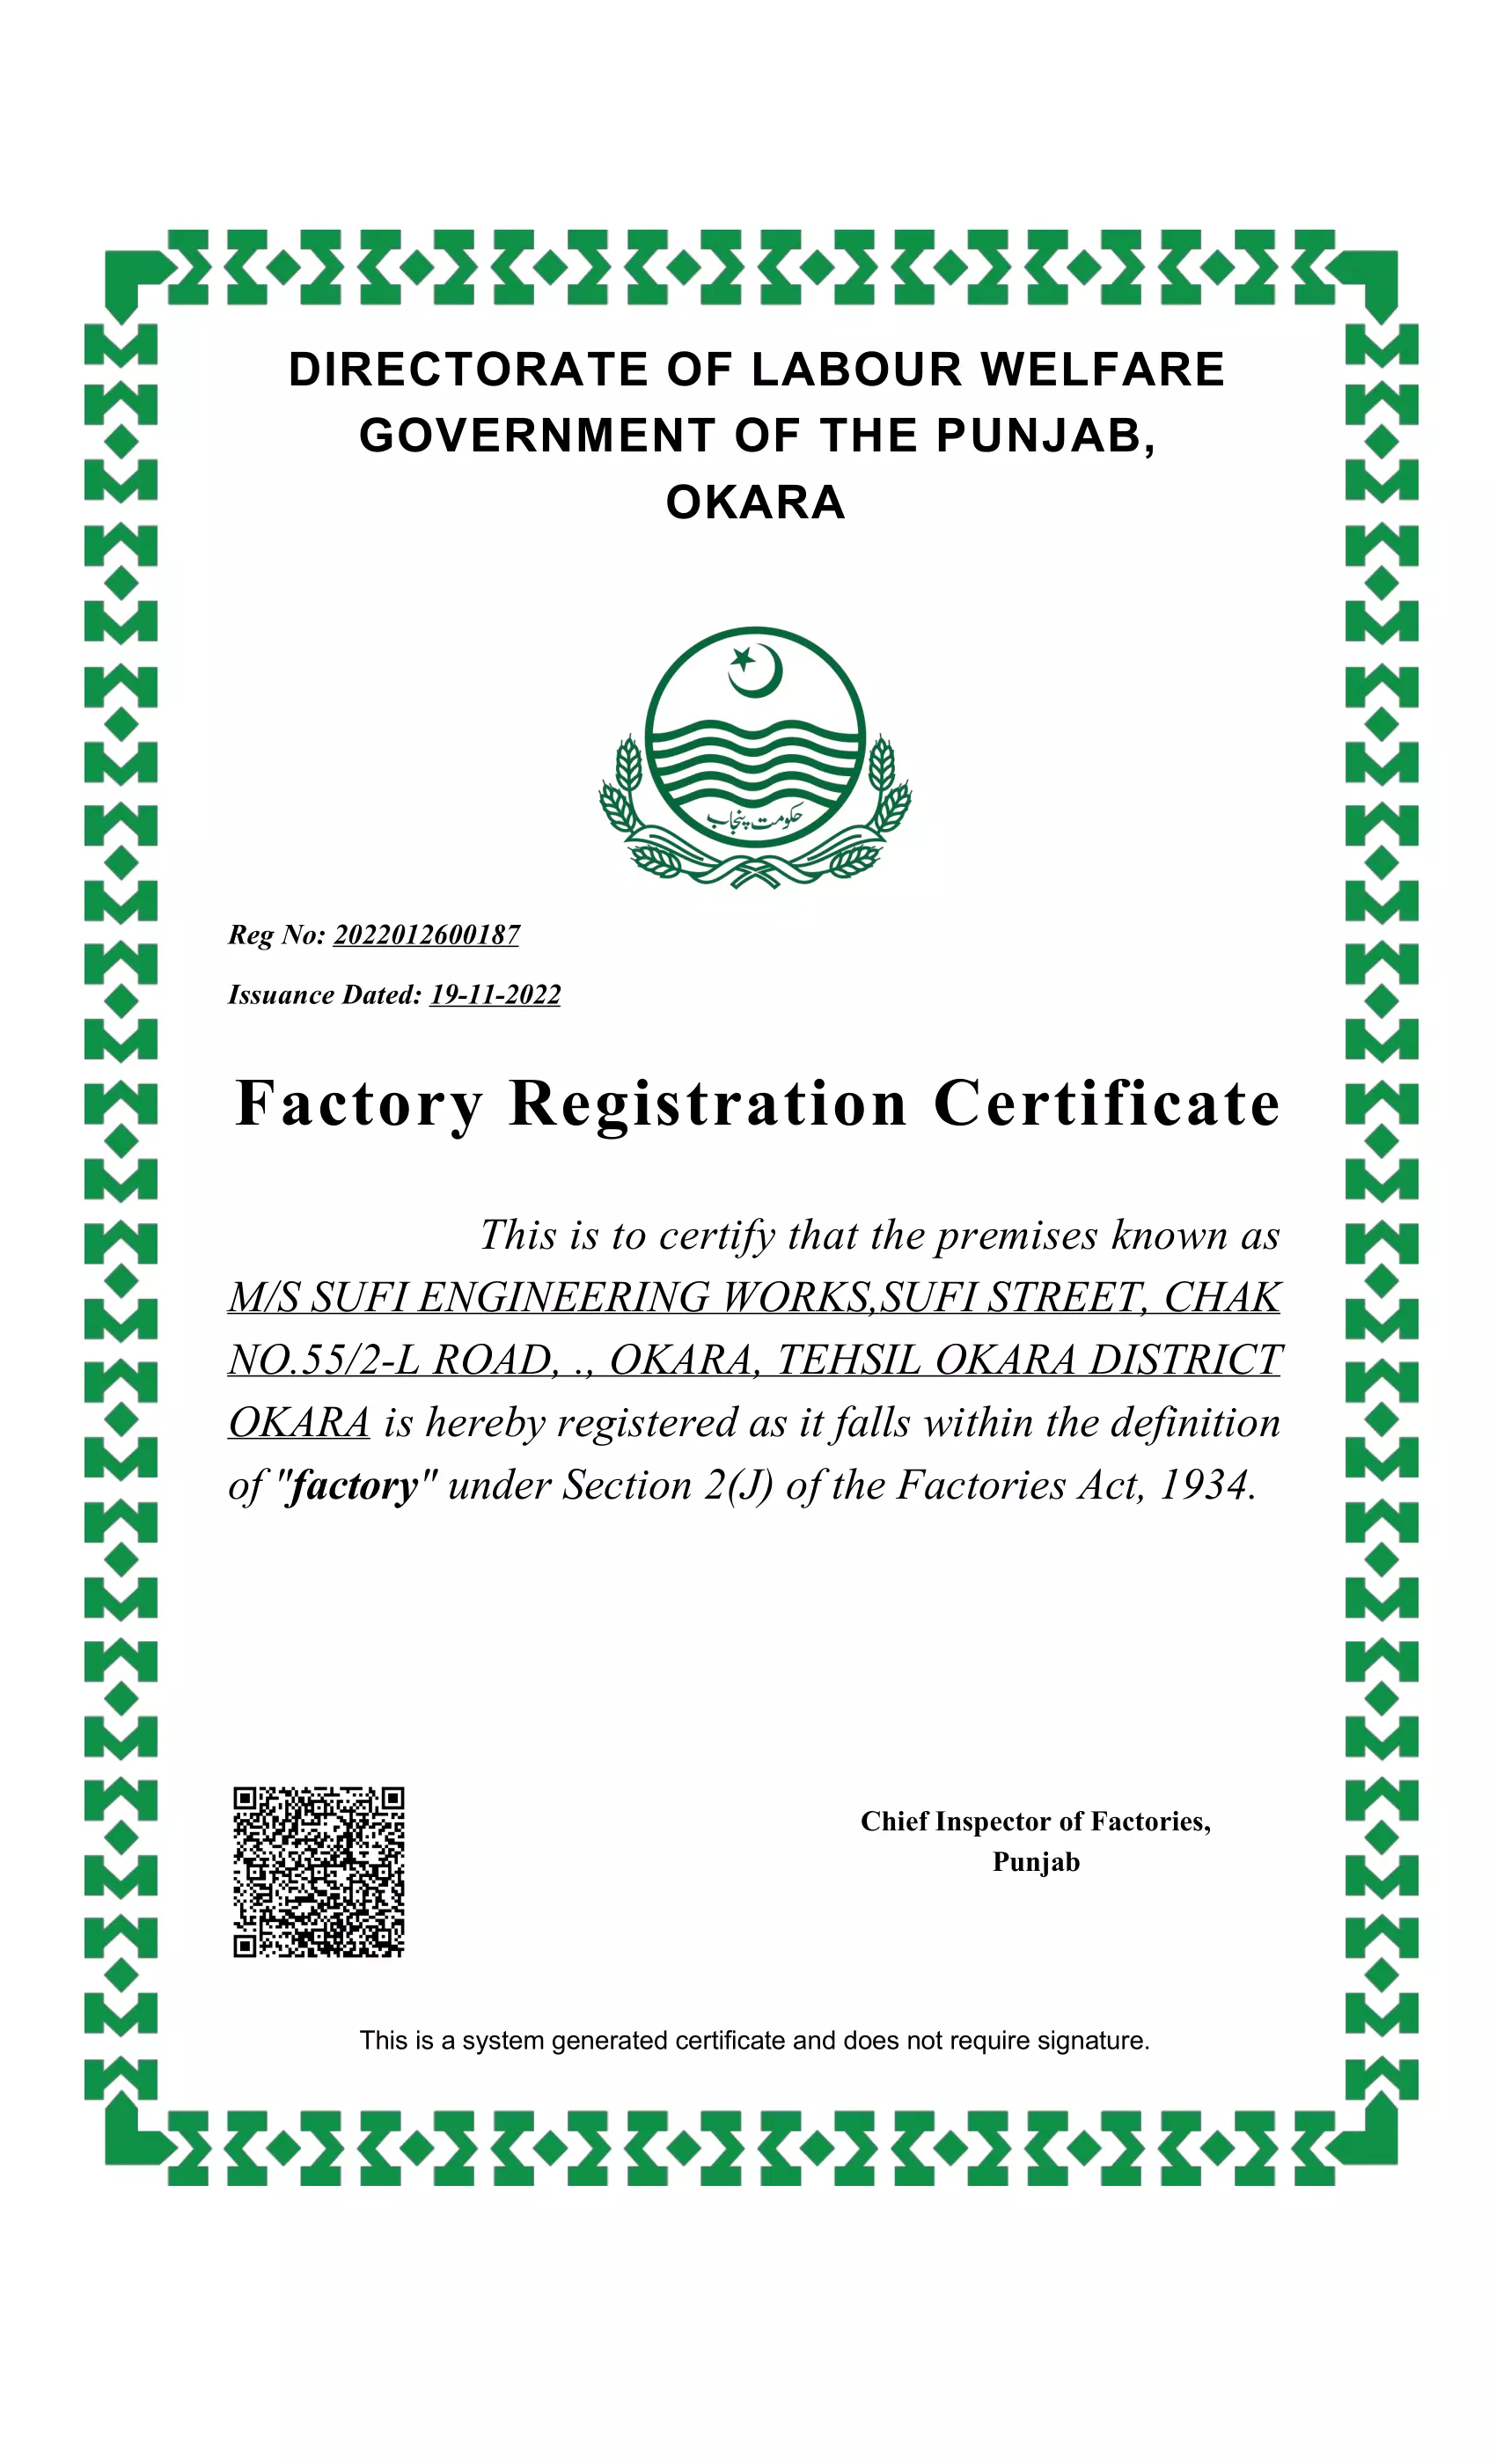 DIRECTORATE OF LABOUR WELFARE
GOVERNMENT OF THE PUNJAB,
OKARA
حکومت پنجاب
Reg No: 2022012600187
Issuance Dated: 19-11-2022
Factory Registration Certificate
This is to certify that the premises known as
M/S SUFI ENGINEERING WORKS,SUFI STREET, CHAK
NO.55/2-L ROAD, ., OKARA, TEHSIL OKARA DISTRICT
OKARA is hereby registered as it falls within the definition
of "factory" under Section 2(J) of the Factories Act, 1934.
Chief Inspector of Factories,
Punjab
This is a system generated certificate and does not require signature.